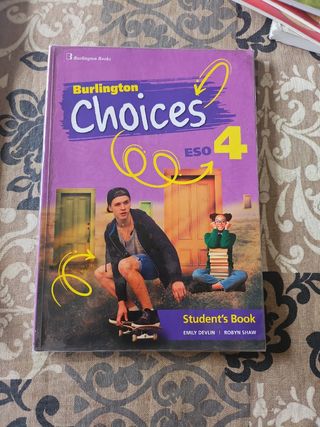 Burlington Books
Burlington
Choices
ESO 4
Student's Book
EMILY DEVLIN | ROBYN SHAW